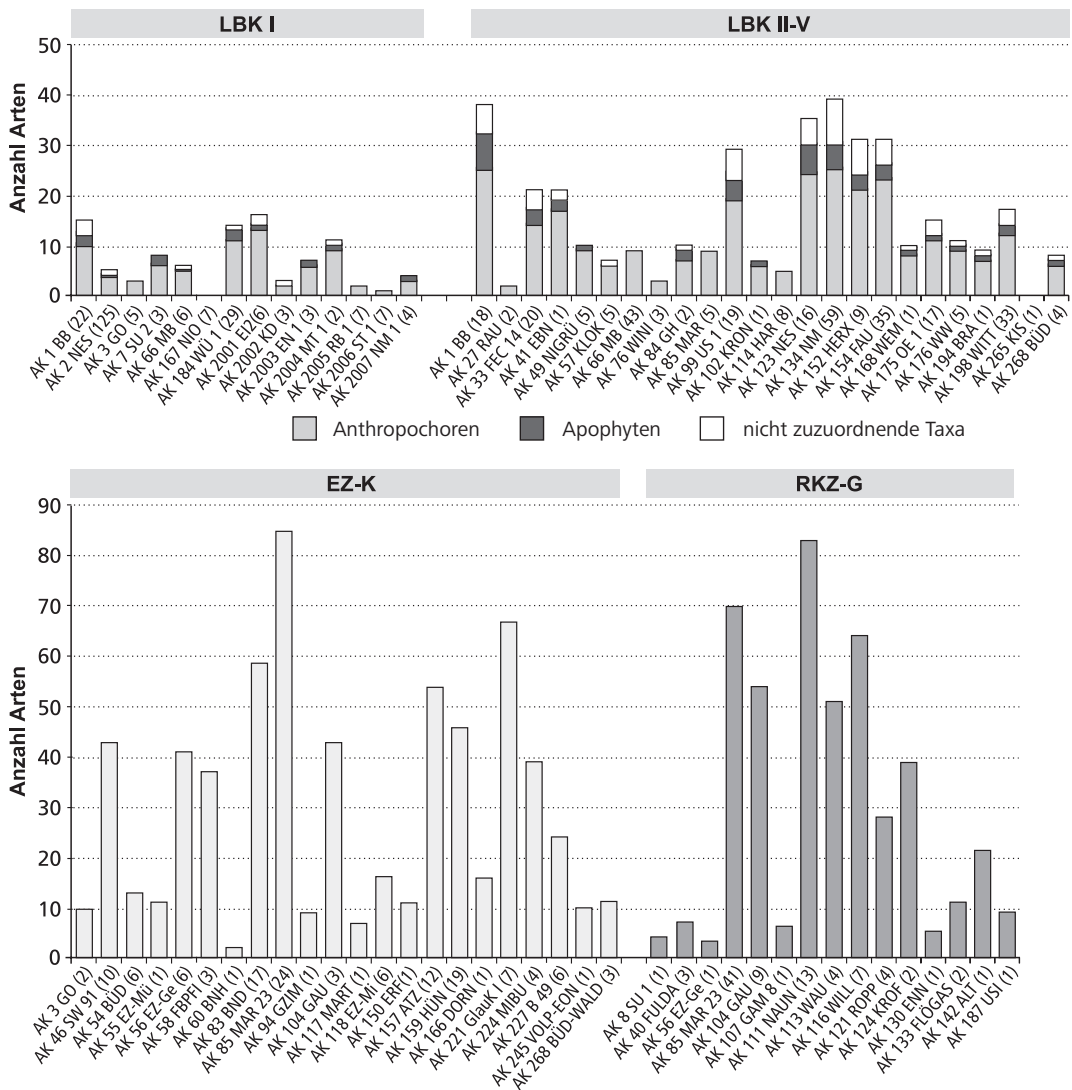 LBK I
LBK II-V
Anzahl Arten
50
40
30
20
10
0
AK 1 BB (22)
AK 2 NES (125)
AK 3 GO (5)
AK 7 SU 2 (3)
AK 66 MB (6)
AK 167 NO (7)
AK 184 WÜ 1 (29)
AK 2001 EI2(6)
AK 2002 KD (3)
AK 2003 EN 1 (3)
AK 2004 MT 1 (2)
AK 2005 RB 1 (7)
AK 2006 ST 1 (7)
AK 2007 NM 1 (4)
AK 1 BB (18)
AK 27 RAU (2)
AK 33 FEC 14 (20)
AK 41 EBN (1)
AK 49 NIGRÜ (5)
AK 57 KLOK (5)
AK 66 MB (43)
AK 76 WINI (3)
AK 84 GH (2)
AK 85 MAR (5)
AK 99 US 1 (19)
AK 102 KRON (1)
AK 114 HAR (8)
AK 123 NES (16)
AK 134 NM (59)
AK 152 HERX (9)
AK 154 FAU (35)
AK 168 WEM (1)
AK 175 OE 1 (17)
AK 176 WW (5)
AK 194 BRA (1)
AK 198 WITT (33)
AK 265 KIS (1)
AK 268 BÜD (4)
Anthropochoren
Apophyten
nicht zuzuordnende Taxa
EZ-K
RKZ-G
Anzahl Arten
90
80
70
60
50
40
30
20
10
0
AK 3 GO (2)
AK 46 SW 91 (10)
AK 54 BÜD (6)
AK 55 EZ-Mü (1)
AK 56 EZ-Ge (6)
AK 58 FBPFI (3)
AK 60 BNH (1)
AK 83 BND (17)
AK 85 MAR 23 (24)
AK 94 GZIM (1)
AK 104 GAU (3)
AK 117 MART (1)
AK 118 EZ-Mi (6)
AK 150 ERF(1)
AK 157 ATZ (12)
AK 159 HÜN (19)
AK 166 DORN (1)
AK 221 GlauK I (7)
AK 224 MIBU (4)
AK 227 B 49 (6)
AK 245 VOLP-EON (1)
AK 268 BÜD-WALD (3)
AK 8 SU 1 (1)
AK 40 FULDA (3)
AK 56 EZ-Ge (1)
AK 85 MAR 23 (41)
AK 104 GAU (9)
AK 107 GAM 8 (1)
AK 111 NAUN (13)
AK 113 WAU (4)
AK 116 WILL (7)
AK 121 ROPP (4)
AK 124 KROF (2)
AK 130 ENN (1)
AK 133 FLÖGAS (2)
AK 142 ALT (1)
AK 187 USI (1)